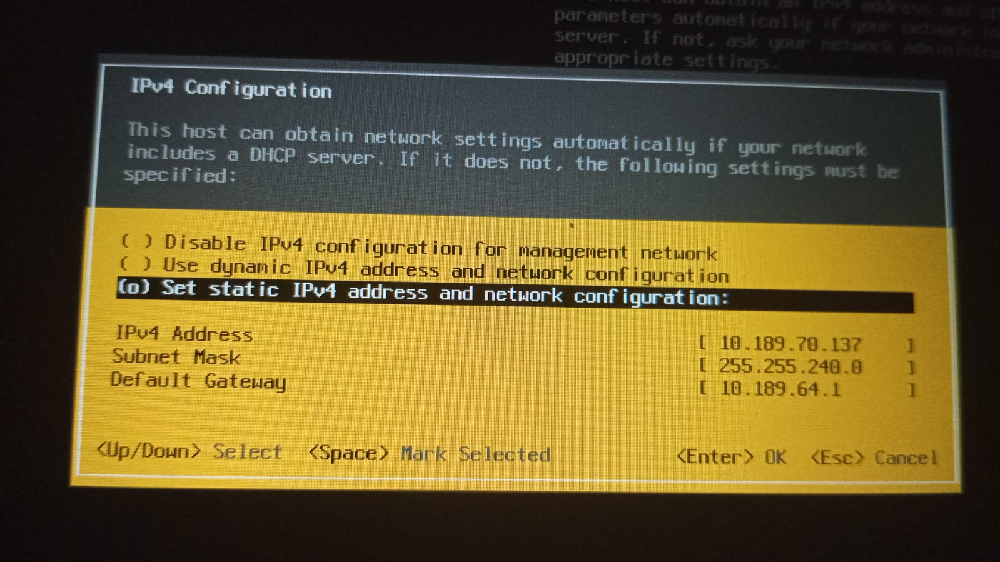 parameters automatically if your network
server. If not, ask your network
appropriate settings.
IPv4 Configuration
This host can obtain network settings automatically if your network
includes a DHCP server. If it does not, the following settings must be
specified:
( ) Disable IPv4 configuration for management network
( ) Use dynamic IPv4 address and network configuration
(o) Set static IPv4 address and network configuration:
IPv4 Address [ 10.189.70.137 ]
Subnet Mask [ 255.255.240.0 ]
Default Gateway [ 10.189.64.1 ]
<Up/Down> Select <Space> Mark Selected <Enter> OK <Esc> Cancel